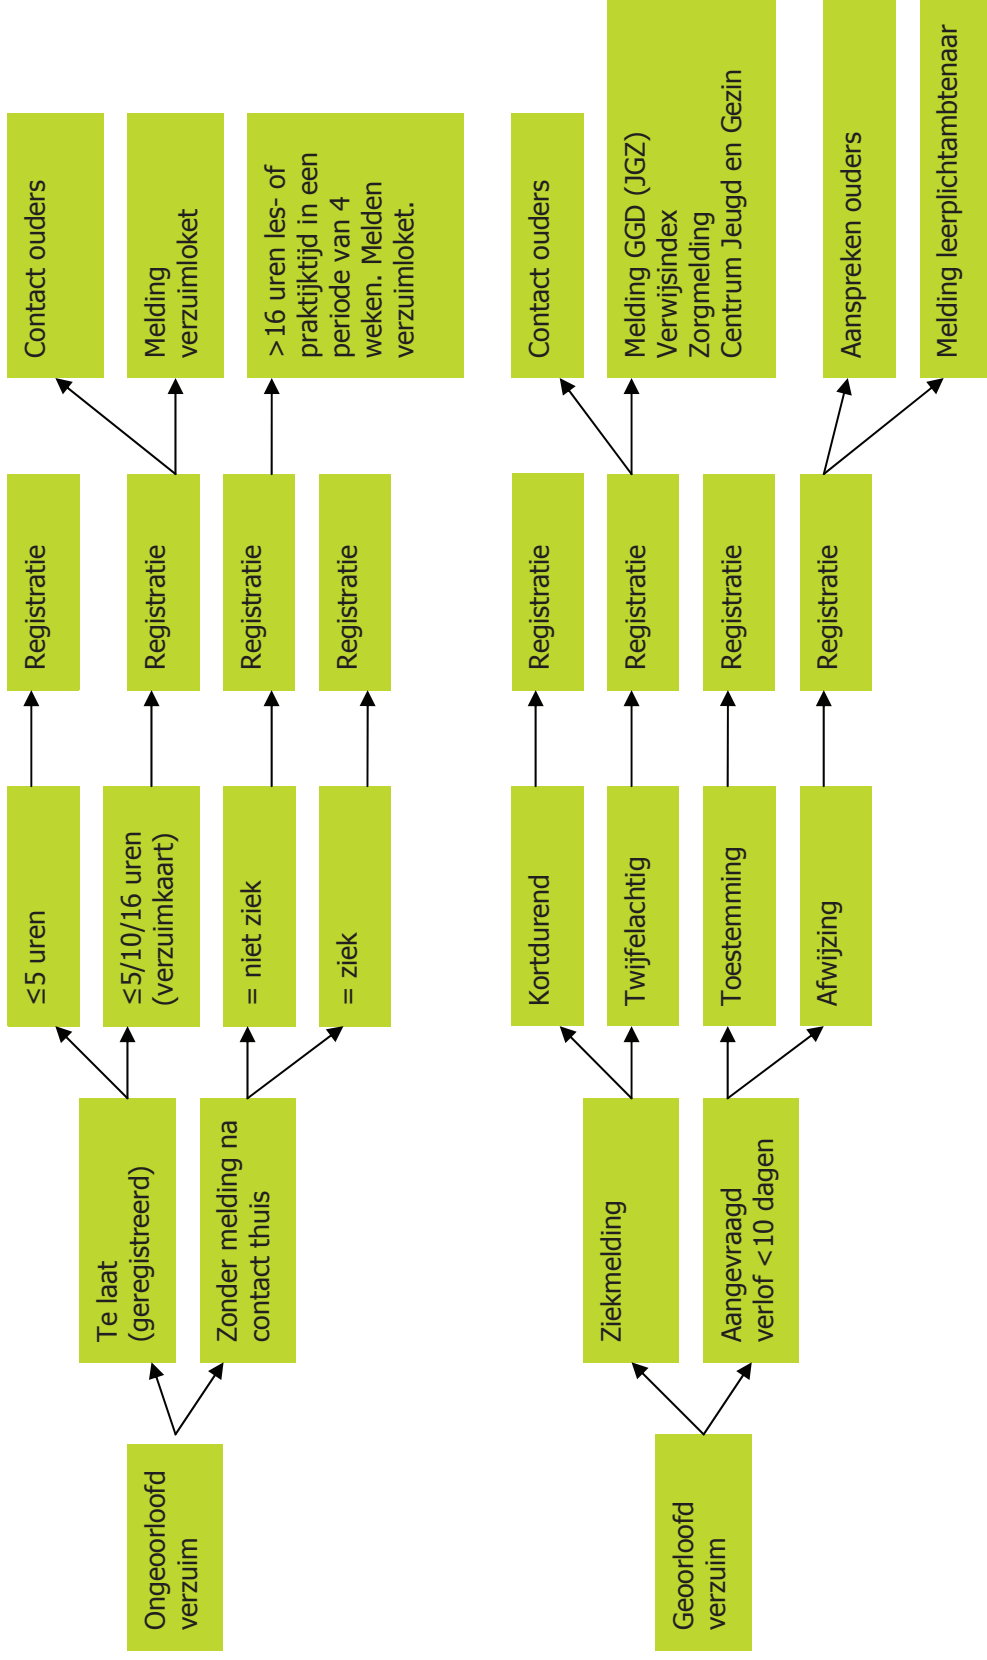 Ongeoorloofd
verzuim
Te laat
(geregistreerd)
Zonder melding na
contact thuis
≤5 uren
≤5/10/16 uren
(verzuimkaart)
= niet ziek
= ziek
Registratie
Registratie
Registratie
Registratie
Contact ouders
Melding
verzuimloket
>16 uren les- of
praktijktijd in een
periode van 4
weken. Melden
verzuimloket.
Geoorloofd
verzuim
Ziekmelding
Aangevraagd
verlof <10 dagen
Kortdurend
Twijfelachtig
Toestemming
Afwijzing
Registratie
Registratie
Registratie
Registratie
Contact ouders
Melding GGD (JGZ)
Verwijsindex
Zorgmelding
Centrum Jeugd en Gezin
Aanspreken ouders
Melding leerplichtambtenaar